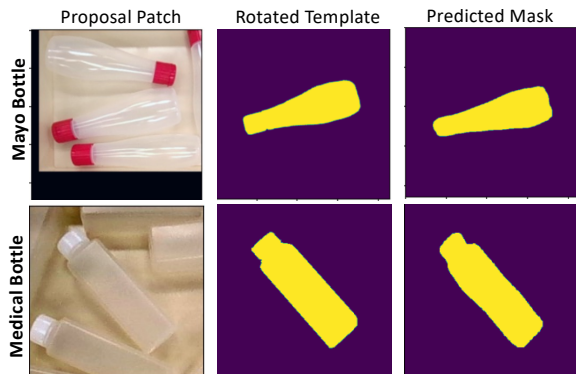 Proposal Patch Rotated Template Predicted Mask
Mayo Bottle
Medical Bottle